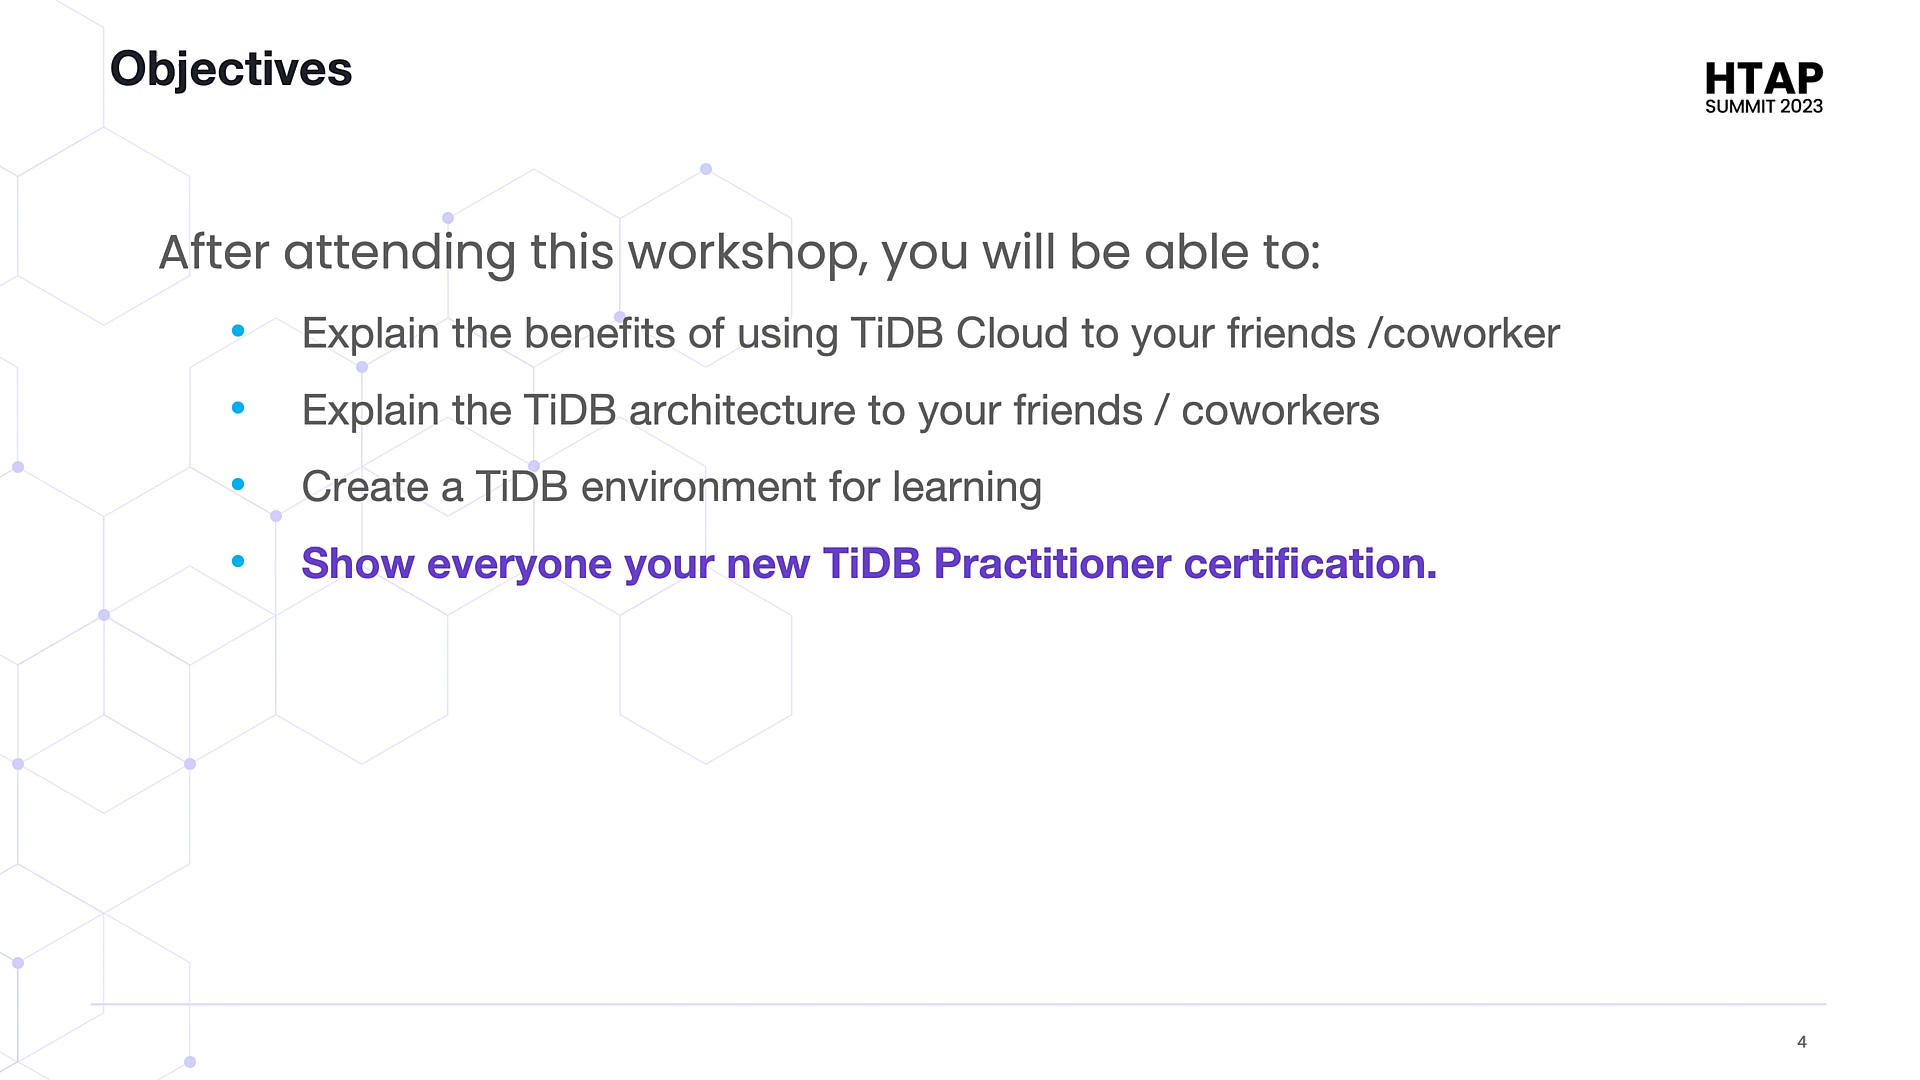 Objectives
HTAP
SUMMIT 2023
After attending this workshop, you will be able to:
• Explain the benefits of using TiDB Cloud to your friends /coworker
• Explain the TiDB architecture to your friends / coworkers
• Create a TiDB environment for learning
• Show everyone your new TiDB Practitioner certification.
4